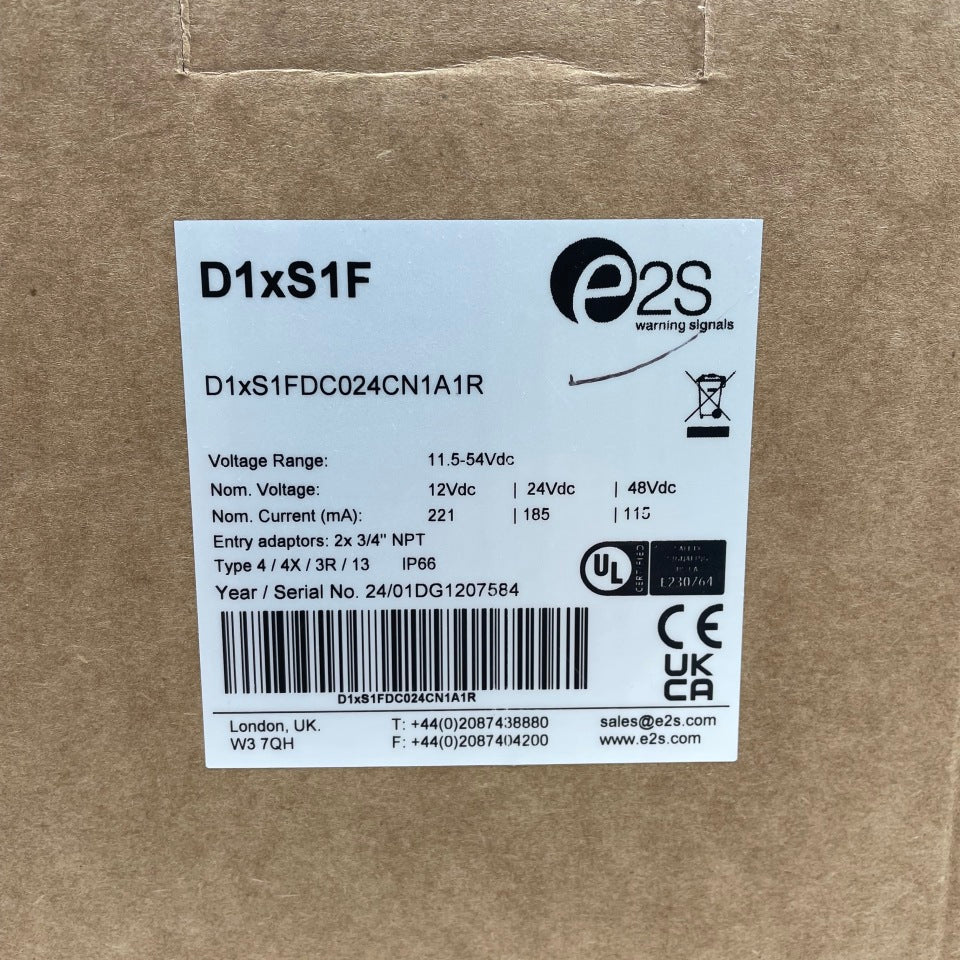 D1xS1F
e2S
warning signals
D1xS1FDC024CN1A1R
Voltage Range: 11.5-54Vdc
Nom. Voltage: 12Vdc | 24Vdc | 48Vdc
Nom. Current (mA): 221 | 185 | 115
Entry adaptors: 2x 3/4" NPT
Type 4 / 4X / 3R / 13 IP66
UL
CERTIFIED
Year / Serial No. 24/01DG1207584
CE
D1xS1FDC024CN1A1R
UK
CA
London, UK. T: +44(0)2087438880 sales@e2s.com
W3 7QH F: +44(0)2087404200 www.e2s.com